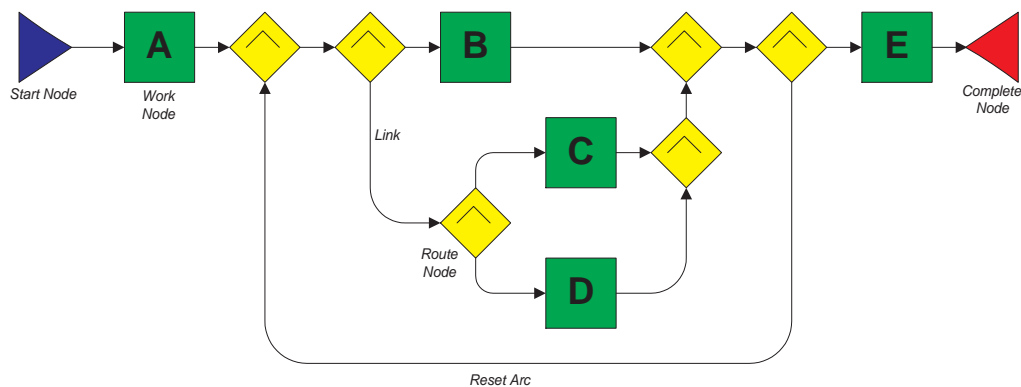 A
B
E
Start Node
Work
Node
Complete
Node
Link
C
Route
Node
D
Reset Arc